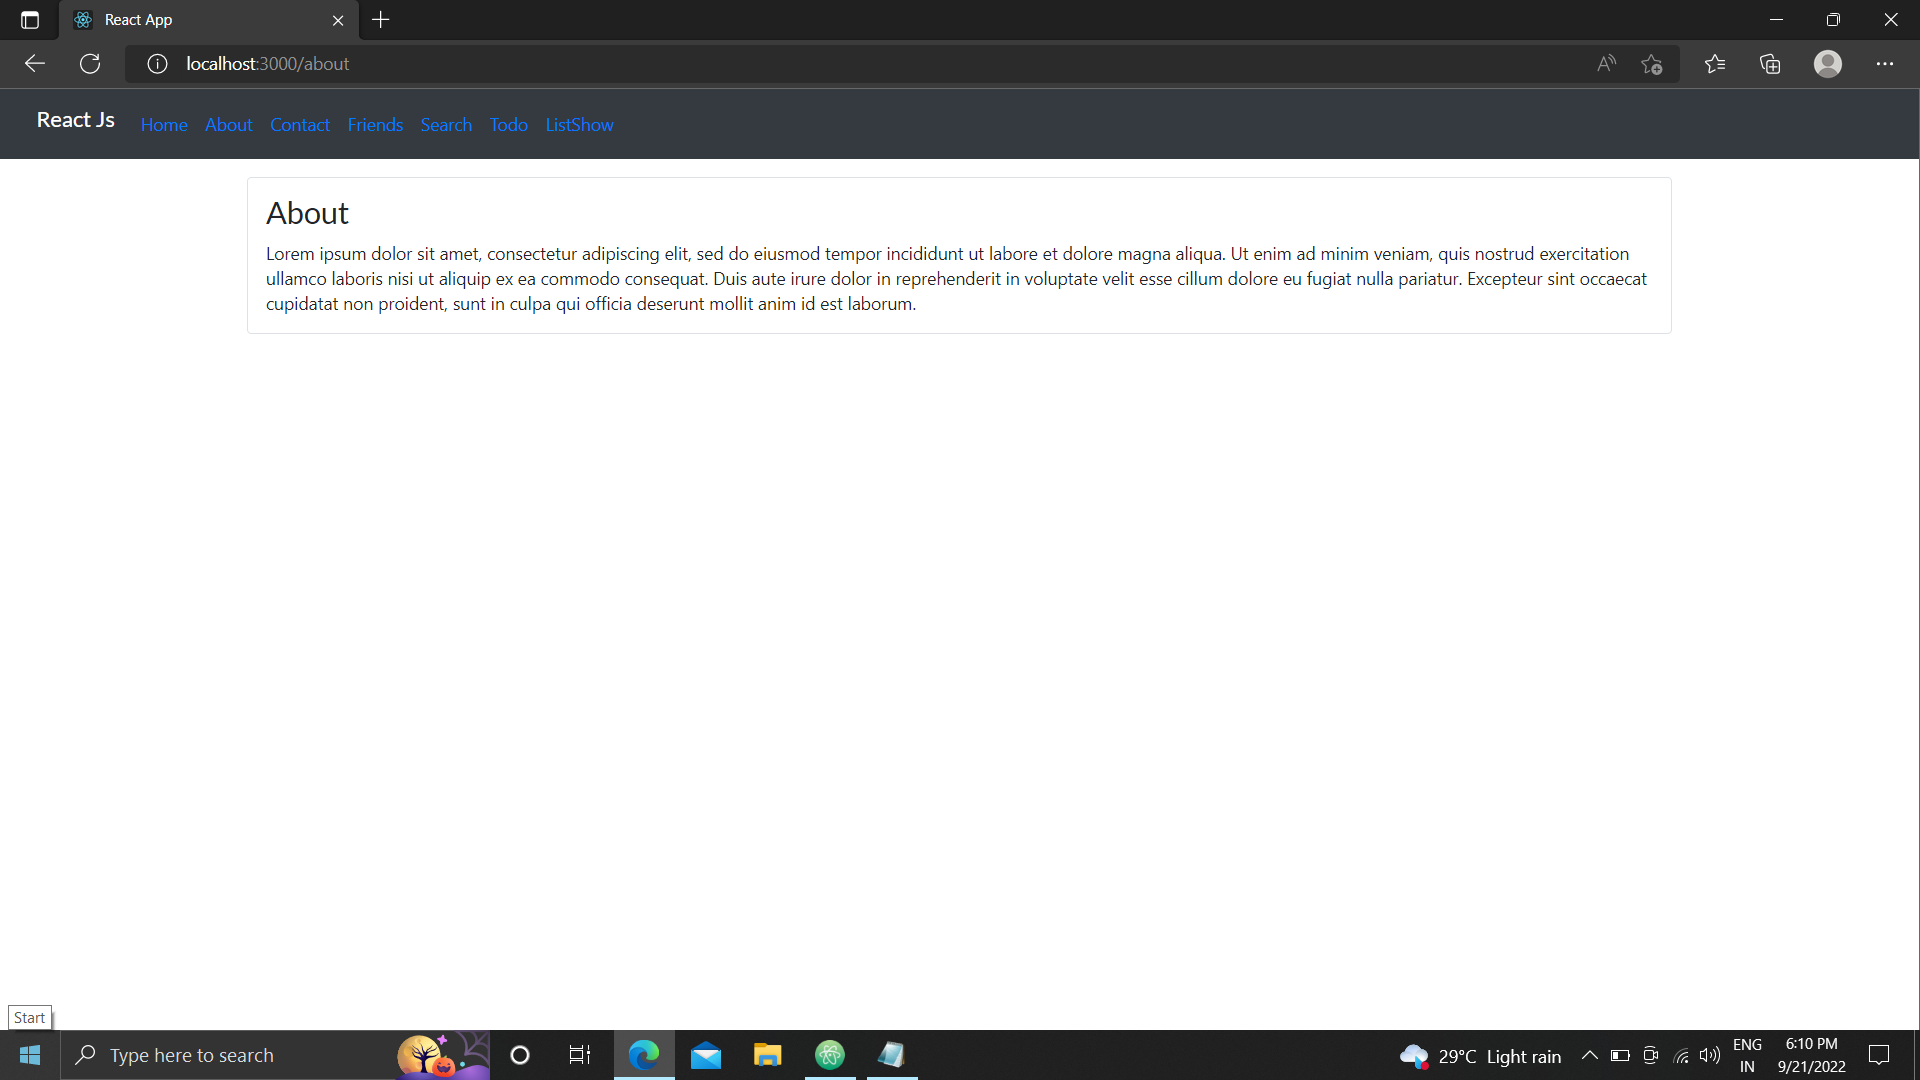 React App
localhost:3000/about
React Js Home About Contact Friends Search Todo ListShow
About
Lorem ipsum dolor sit amet, consectetur adipiscing elit, sed do eiusmod tempor incididunt ut labore et dolore magna aliqua. Ut enim ad minim veniam, quis nostrud exercitation
ullamco laboris nisi ut aliquip ex ea commodo consequat. Duis aute irure dolor in reprehenderit in voluptate velit esse cillum dolore eu fugiat nulla pariatur. Excepteur sint occaecat
cupidatat non proident, sunt in culpa qui officia deserunt mollit anim id est laborum.
Start
Type here to search
29°C Light rain
ENG
IN
6:10 PM
9/21/2022